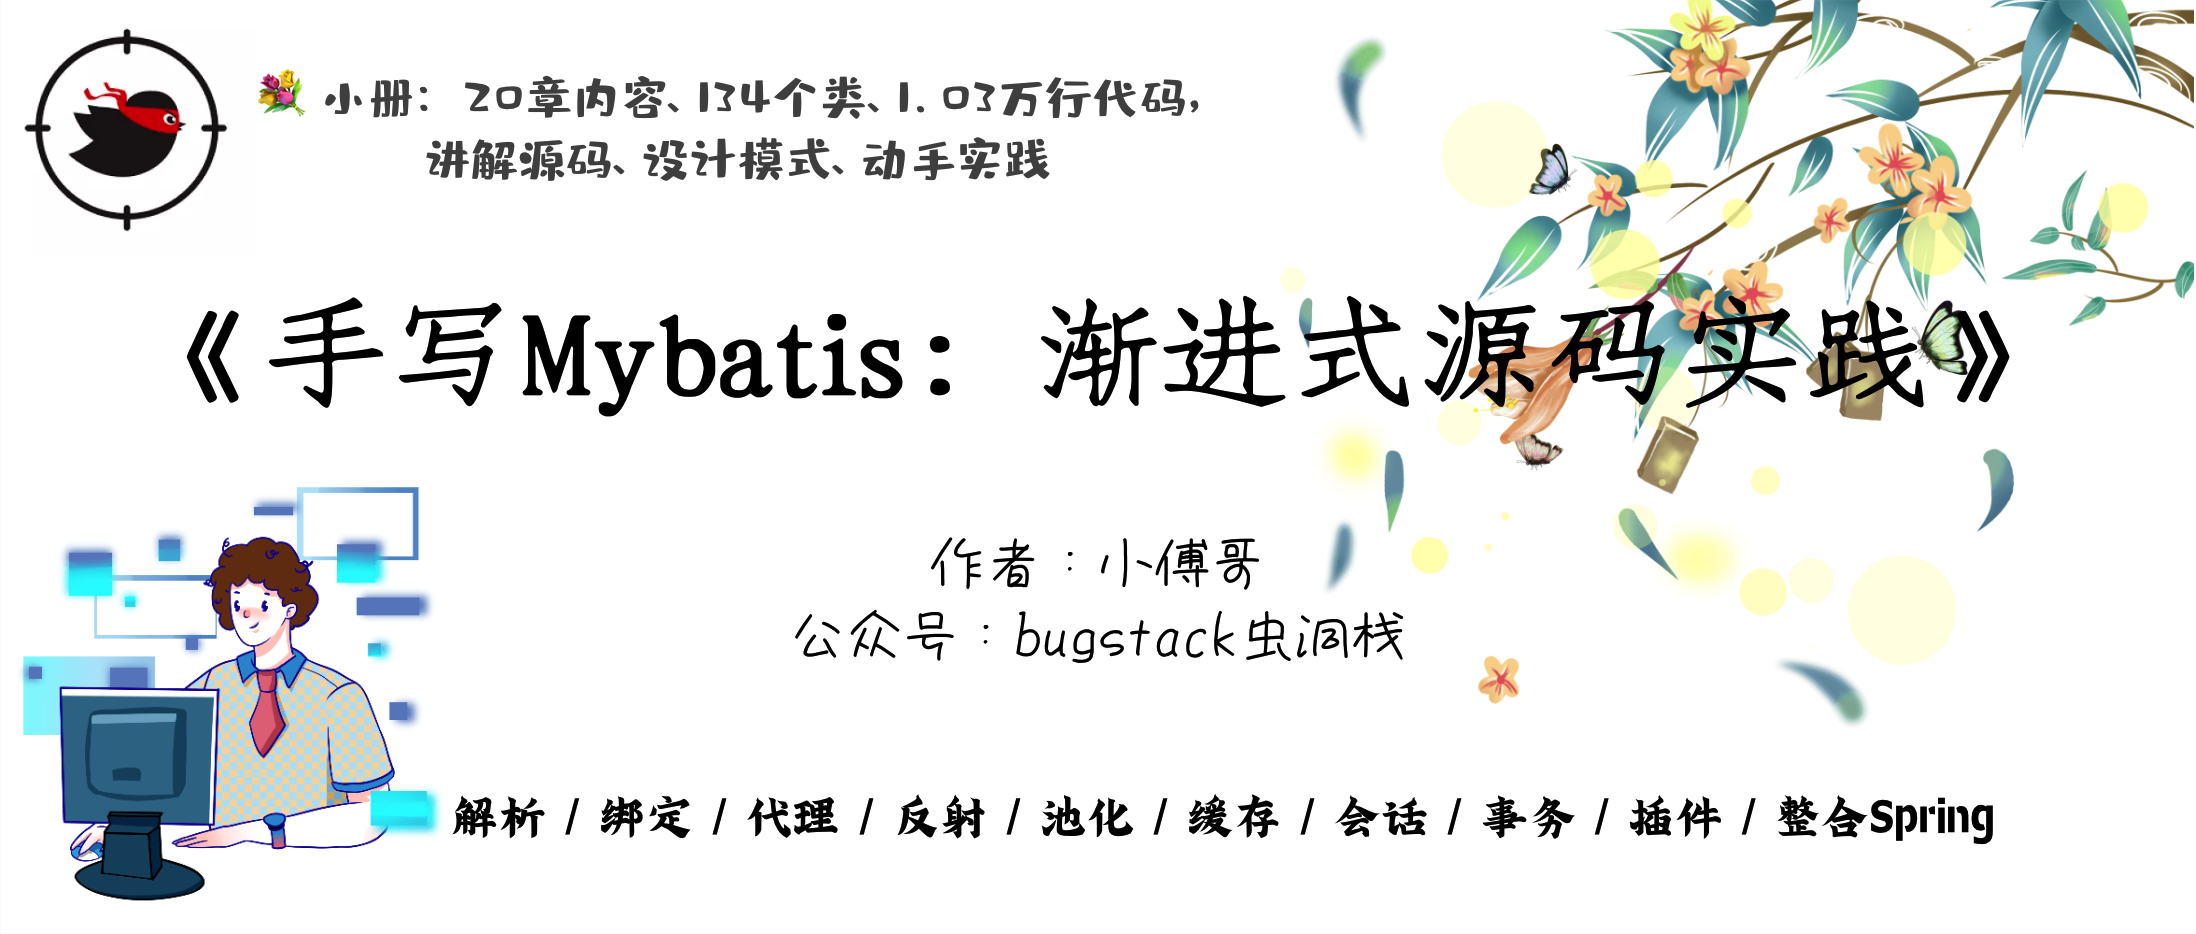 小册：20章内容、134个类、1.03万行代码，
讲解源码、设计模式、动手实践
《手写Mybatis：渐进式源码实践》
作者：小傅哥
公众号：bugstack虫洞栈
解析 / 绑定 / 代理 / 反射 / 池化 / 缓存 / 会话 / 事务 / 插件 / 整合Spring